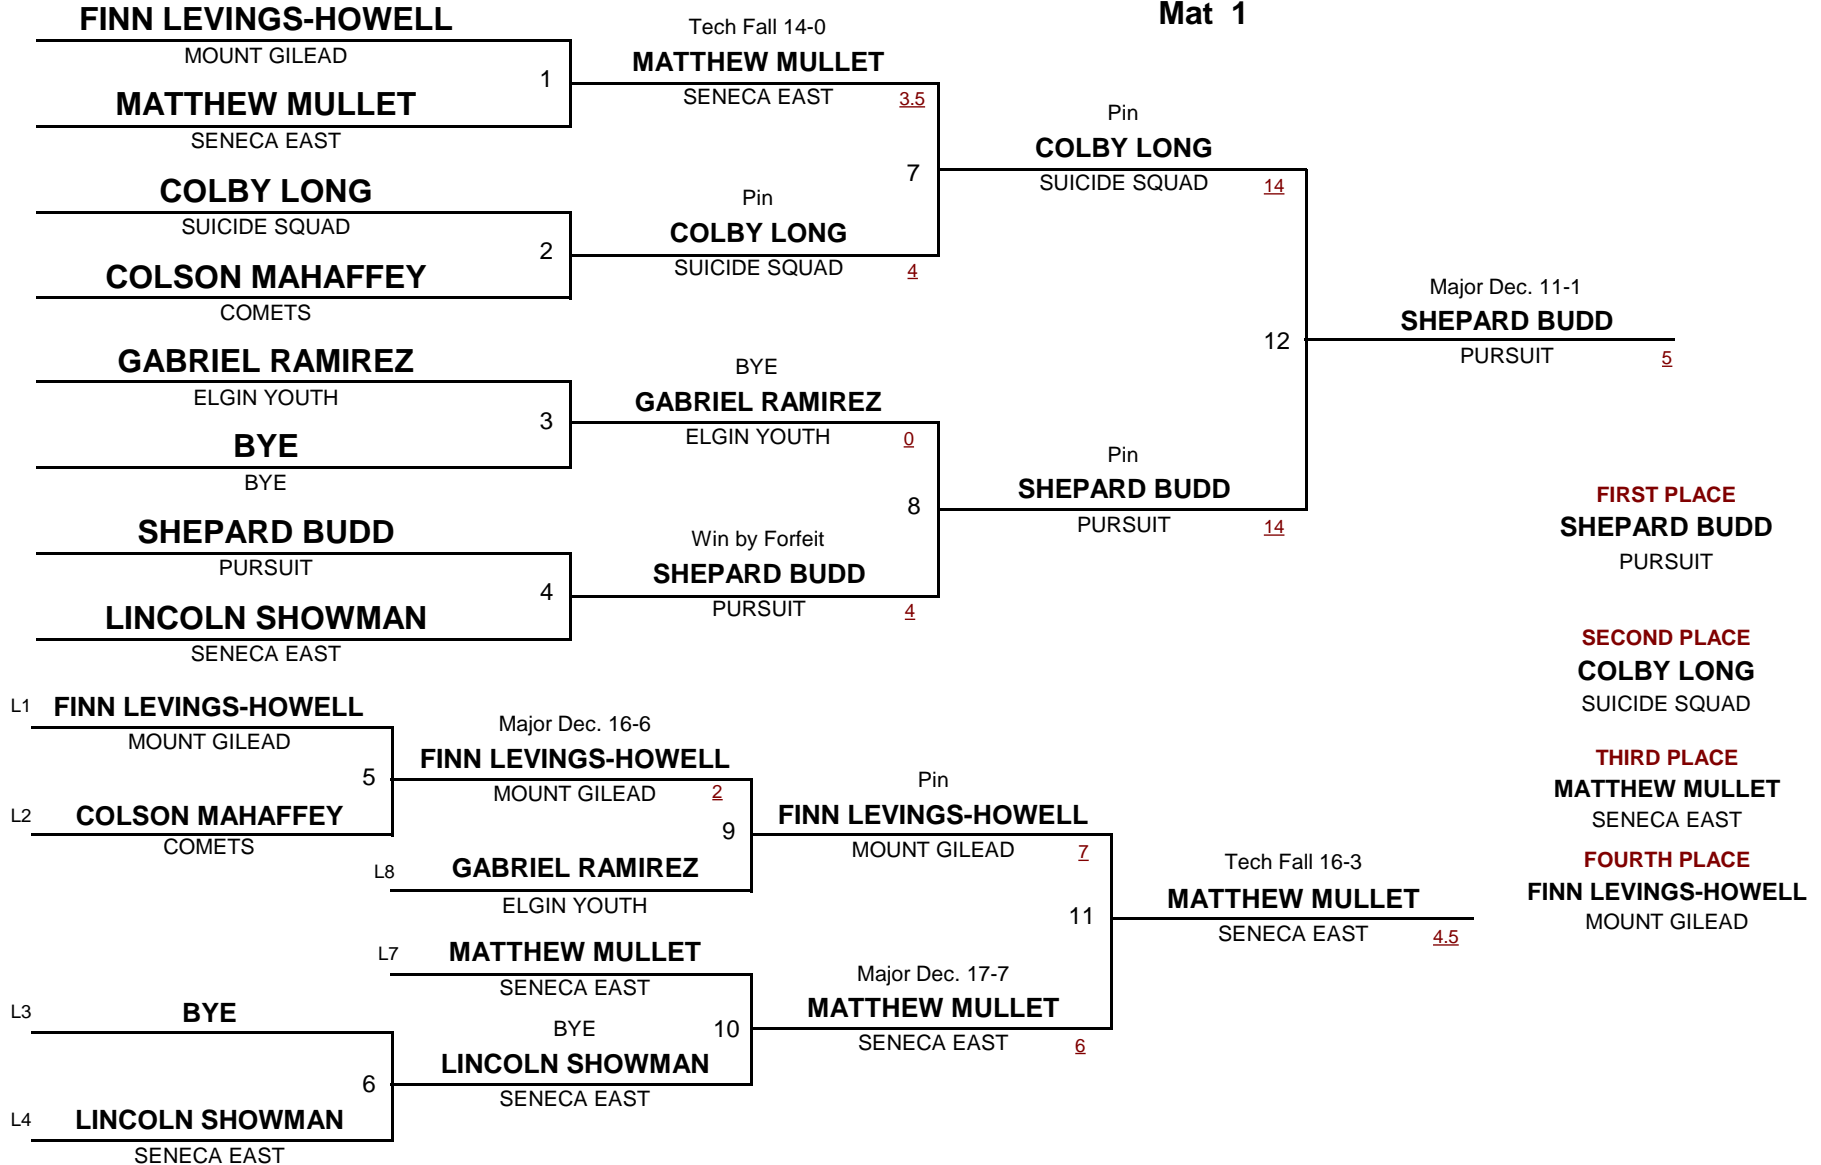 Mat 1
FINN LEVINGS-HOWELL
MOUNT GILEAD
1
MATTHEW MULLET
SENECA EAST
COLBY LONG
SUICIDE SQUAD
2
COLSON MAHAFFEY
COMETS
GABRIEL RAMIREZ
ELGIN YOUTH
3
BYE
BYE
SHEPARD BUDD
PURSUIT
4
LINCOLN SHOWMAN
SENECA EAST
Tech Fall 14-0
MATTHEW MULLET
SENECA EAST 3.5
7
Pin
COLBY LONG
SUICIDE SQUAD 4
BYE
GABRIEL RAMIREZ
ELGIN YOUTH 0
8
Win by Forfeit
SHEPARD BUDD
PURSUIT 4
Pin
COLBY LONG
SUICIDE SQUAD 14
12
Pin
SHEPARD BUDD
PURSUIT 14
Major Dec. 11-1
SHEPARD BUDD
PURSUIT 5
L1 FINN LEVINGS-HOWELL
MOUNT GILEAD
5
L2 COLSON MAHAFFEY
COMETS
L3 BYE
6
L4 LINCOLN SHOWMAN
SENECA EAST
Major Dec. 16-6
FINN LEVINGS-HOWELL
MOUNT GILEAD 2
9
L8 GABRIEL RAMIREZ
ELGIN YOUTH
L7 MATTHEW MULLET
SENECA EAST
BYE 10
LINCOLN SHOWMAN
SENECA EAST
Pin
FINN LEVINGS-HOWELL
MOUNT GILEAD 7
11
Major Dec. 17-7
MATTHEW MULLET
SENECA EAST 6
Tech Fall 16-3
MATTHEW MULLET
SENECA EAST 4.5
FIRST PLACE
SHEPARD BUDD
PURSUIT
SECOND PLACE
COLBY LONG
SUICIDE SQUAD
THIRD PLACE
MATTHEW MULLET
SENECA EAST
FOURTH PLACE
FINN LEVINGS-HOWELL
MOUNT GILEAD